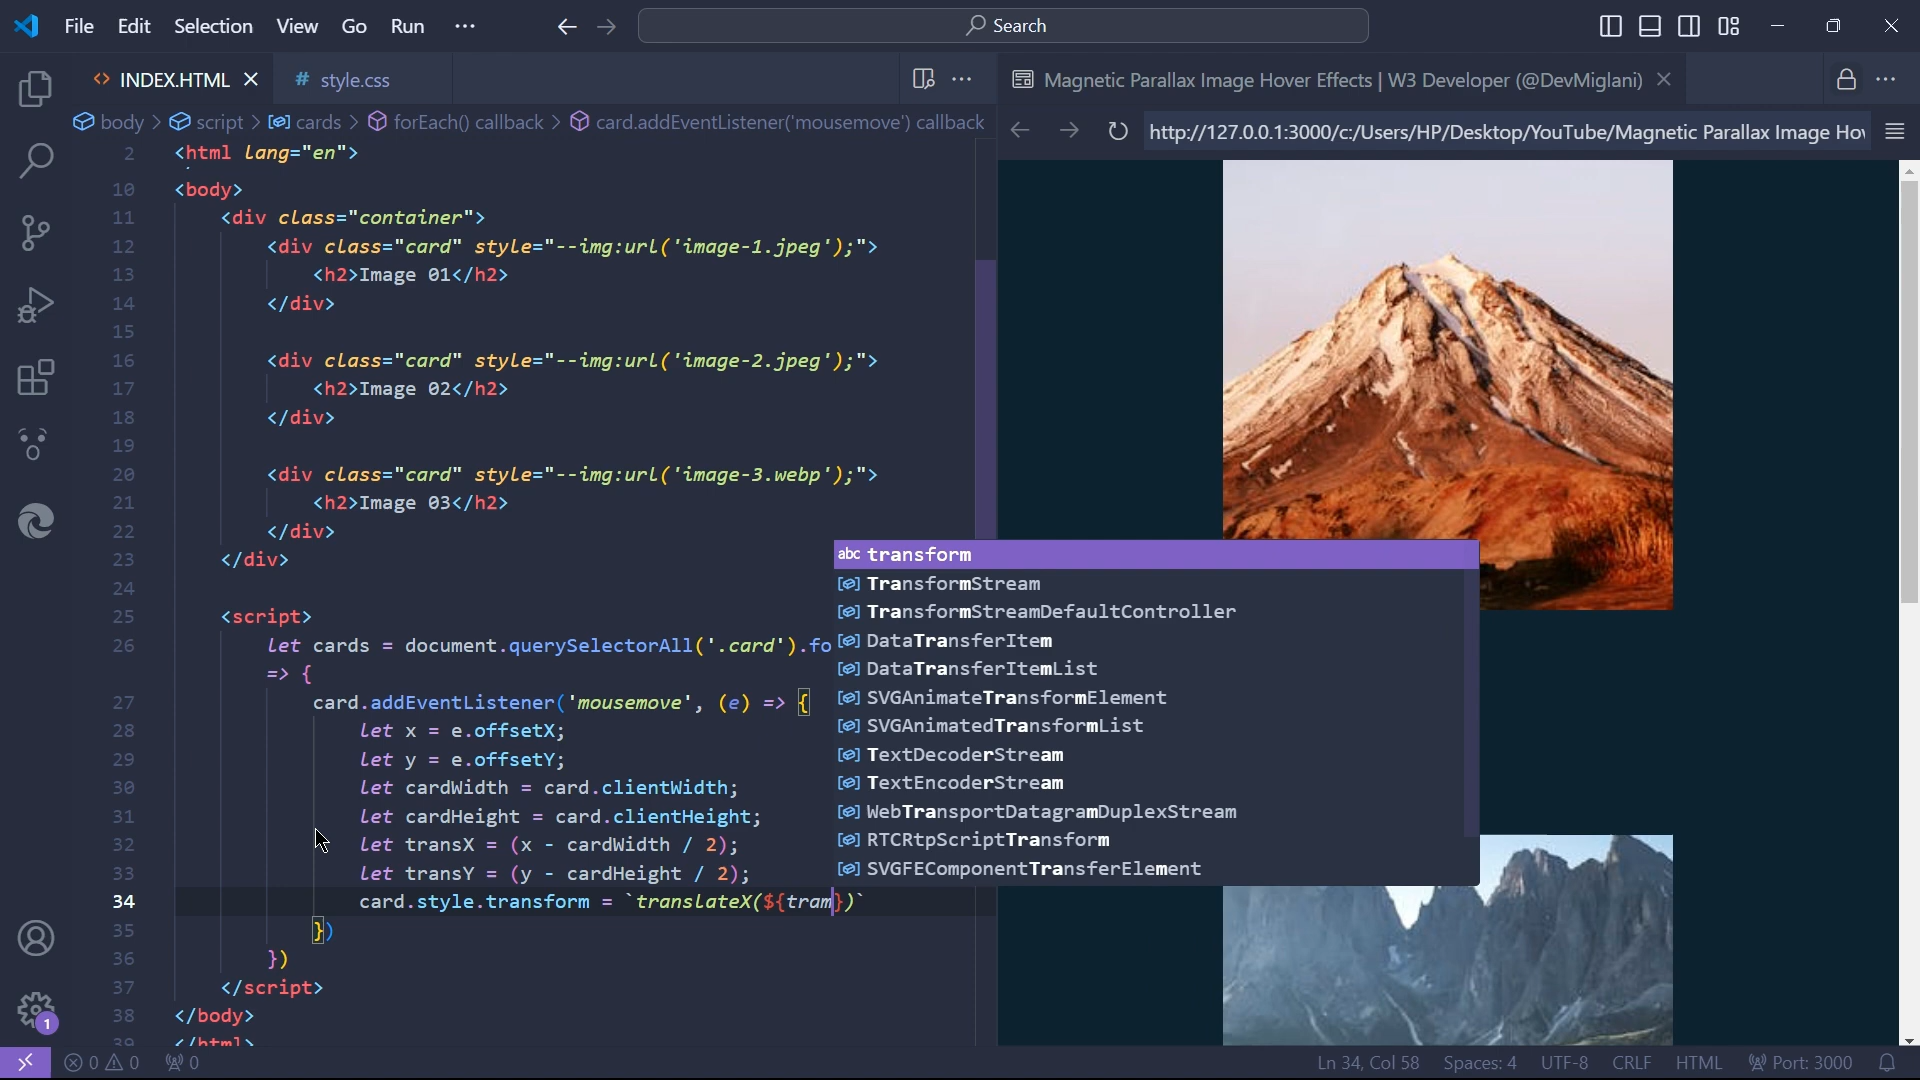 File Edit Selection View Go Run ··· Search
INDEX.HTML style.css
Magnetic Parallax Image Hover Effects | W3 Developer (@DevMiglani)
body > script > cards > forEach() callback > card.addEventListener('mousemove') callback
http://127.0.0.1:3000/c:/Users/HP/Desktop/YouTube/Magnetic Parallax Image Hov
2 <html lang="en">
10 <body>
11 <div class="container">
12 <div class="card" style="--img:url('image-1.jpeg');">
13 <h2>Image 01</h2>
14 </div>
15
16 <div class="card" style="--img:url('image-2.jpeg');">
17 <h2>Image 02</h2>
18 </div>
19
20 <div class="card" style="--img:url('image-3.webp');">
21 <h2>Image 03</h2>
22 </div>
23 </div>
24
25 <script>
26 let cards = document.querySelectorAll('.card').fo
=> {
27 card.addEventListener('mousemove', (e) => {
28 let x = e.offsetX;
29 let y = e.offsetY;
30 let cardWidth = card.clientWidth;
31 let cardHeight = card.clientHeight;
32 let transX = (x - cardWidth / 2);
33 let transY = (y - cardHeight / 2);
34 card.style.transform = `translateX(${tram})`
35 })
36 })
37 </script>
38 </body>
39 </html>
abc transform
TransformStream
TransformStreamDefaultController
DataTransferItem
DataTransferItemList
SVGAnimateTransformElement
SVGAnimatedTransformList
TextDecoderStream
TextEncoderStream
WebTransportDatagramDuplexStream
RTCRtpScriptTransform
SVGFEComponentTransferElement
1
0 0 0 Ln 34, Col 58 Spaces: 4 UTF-8 CRLF HTML Port: 3000